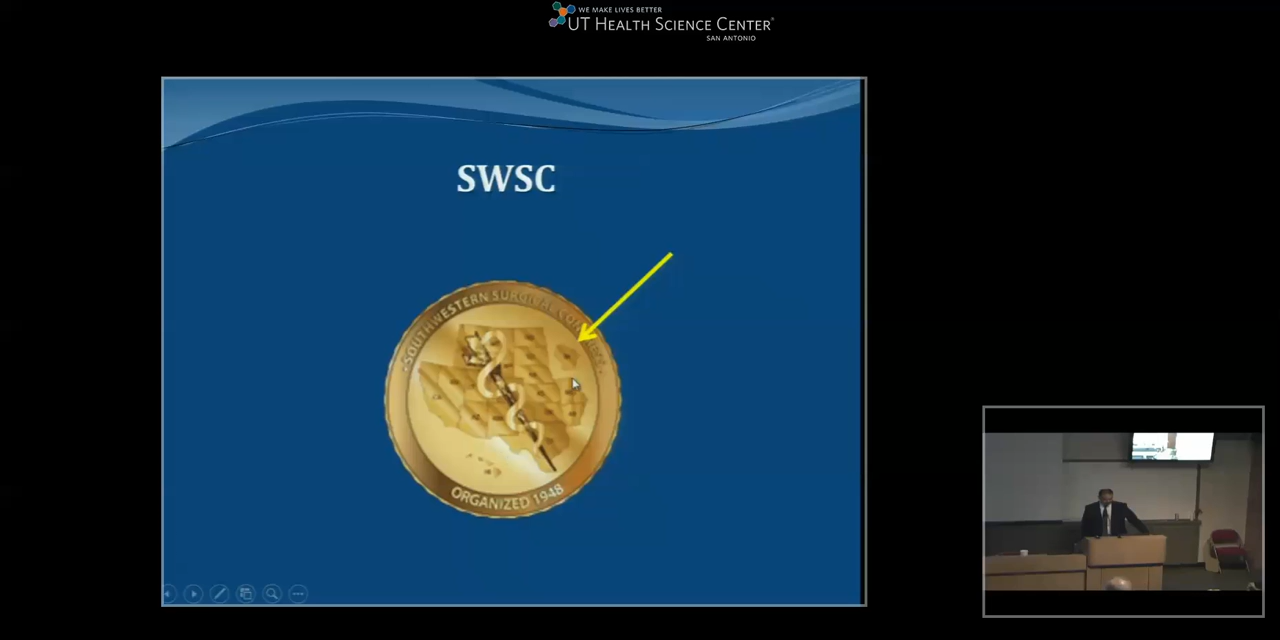 WE MAKE LIVES BETTER
UT HEALTH SCIENCE CENTER®
SAN ANTONIO
SWSC
SOUTHWESTERN SURGICAL
ORGANIZED 1948